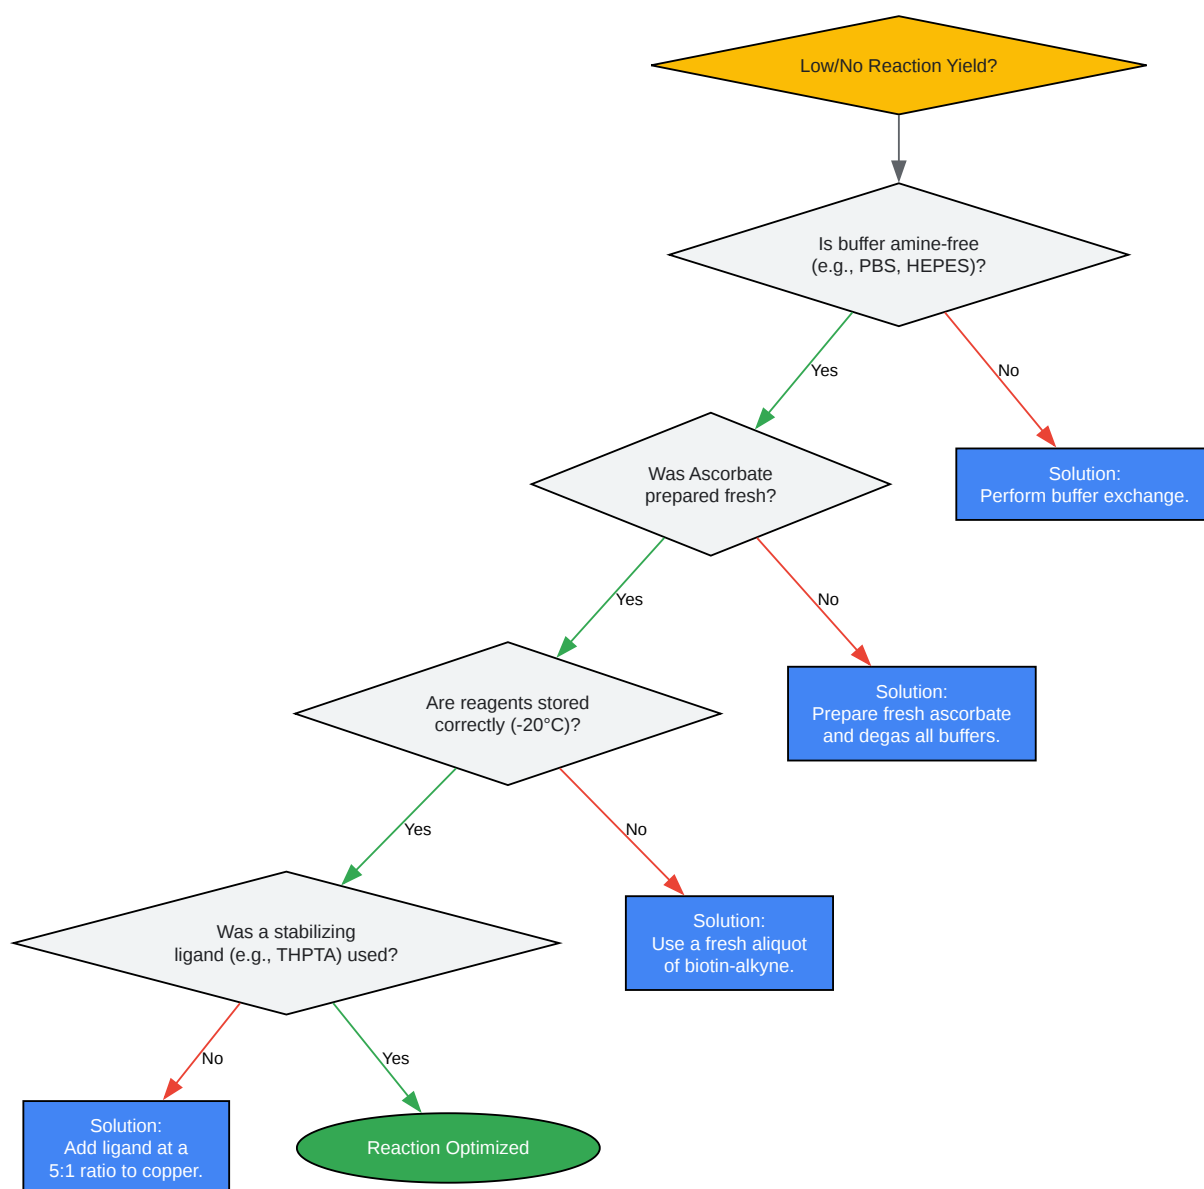 Low/No Reaction Yield?
Is buffer amine-free
(e.g., PBS, HEPES)?
Yes
No
Was Ascorbate
prepared fresh?
Solution:
Perform buffer exchange.
Yes
No
Are reagents stored
correctly (-20°C)?
Solution:
Prepare fresh ascorbate
and degas all buffers.
Yes
No
Was a stabilizing
ligand (e.g., THPTA) used?
Solution:
Use a fresh aliquot
of biotin-alkyne.
No
Yes
Solution:
Add ligand at a
5:1 ratio to copper.
Reaction Optimized